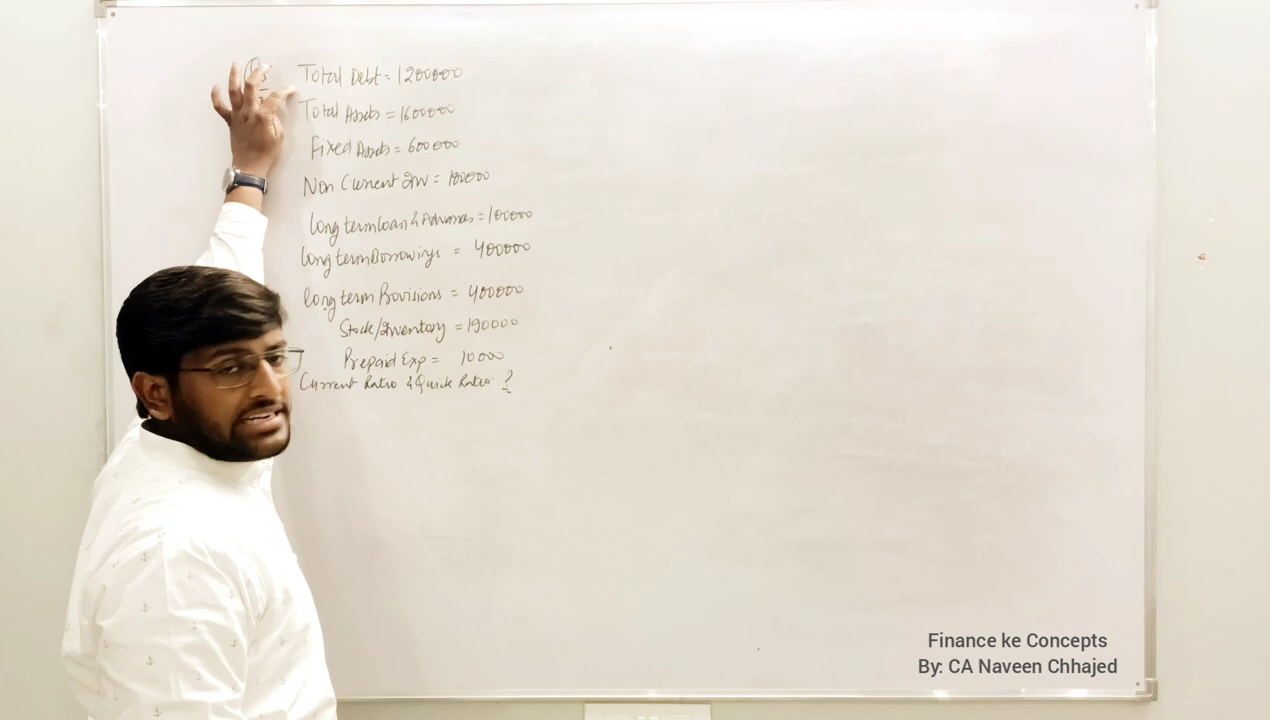 Total Debt = 1200000
Total Assets = 1600000
Fixed Assets = 600000
Non Current Inv = 100000
Long term Loan & Advances = 100000
Long term Borrowings = 400000
Long term Provisions = 400000
Stock/Inventory = 190000
Prepaid Exp = 10000
Current Ratio & Quick Ratio ?
Finance ke Concepts
By: CA Naveen Chhajed